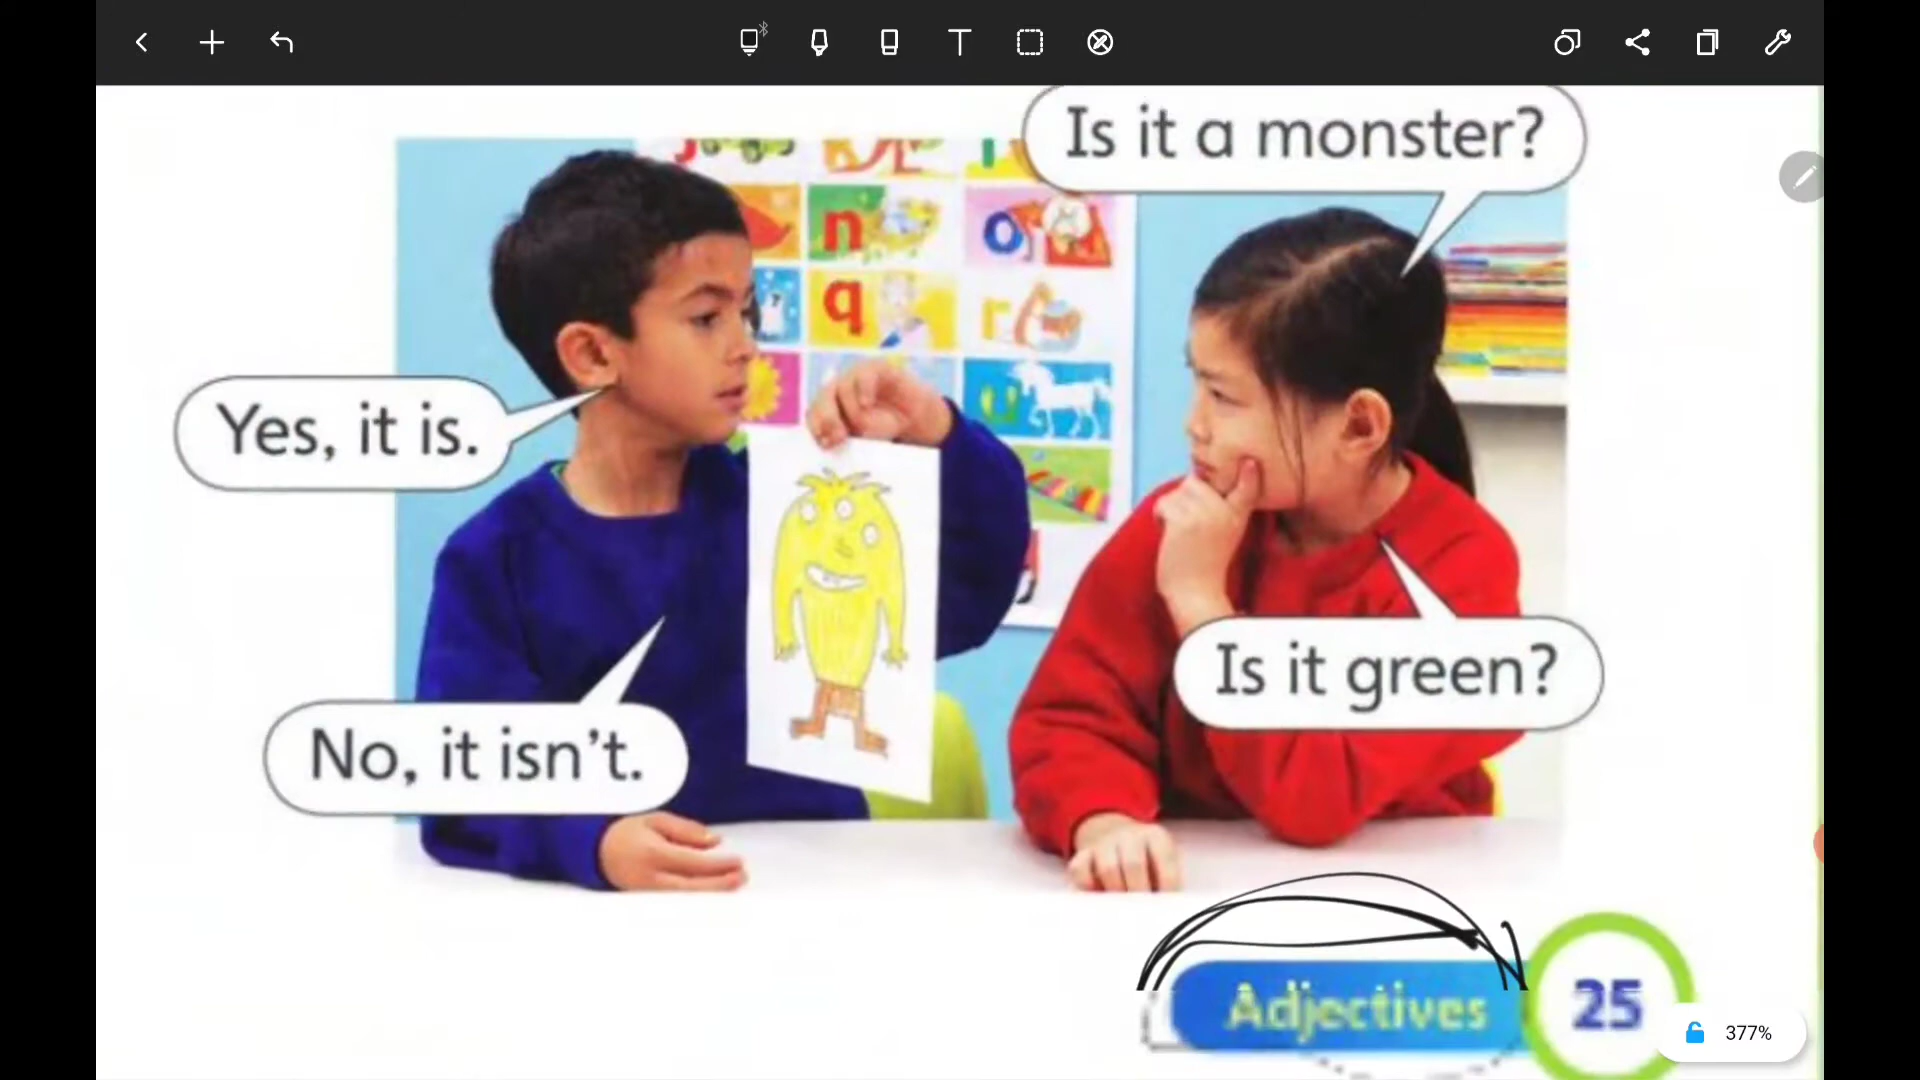 Is it a monster?
n
o
q
r
u
Yes, it is.
Is it green?
No, it isn't.
Adjectives
25
377%